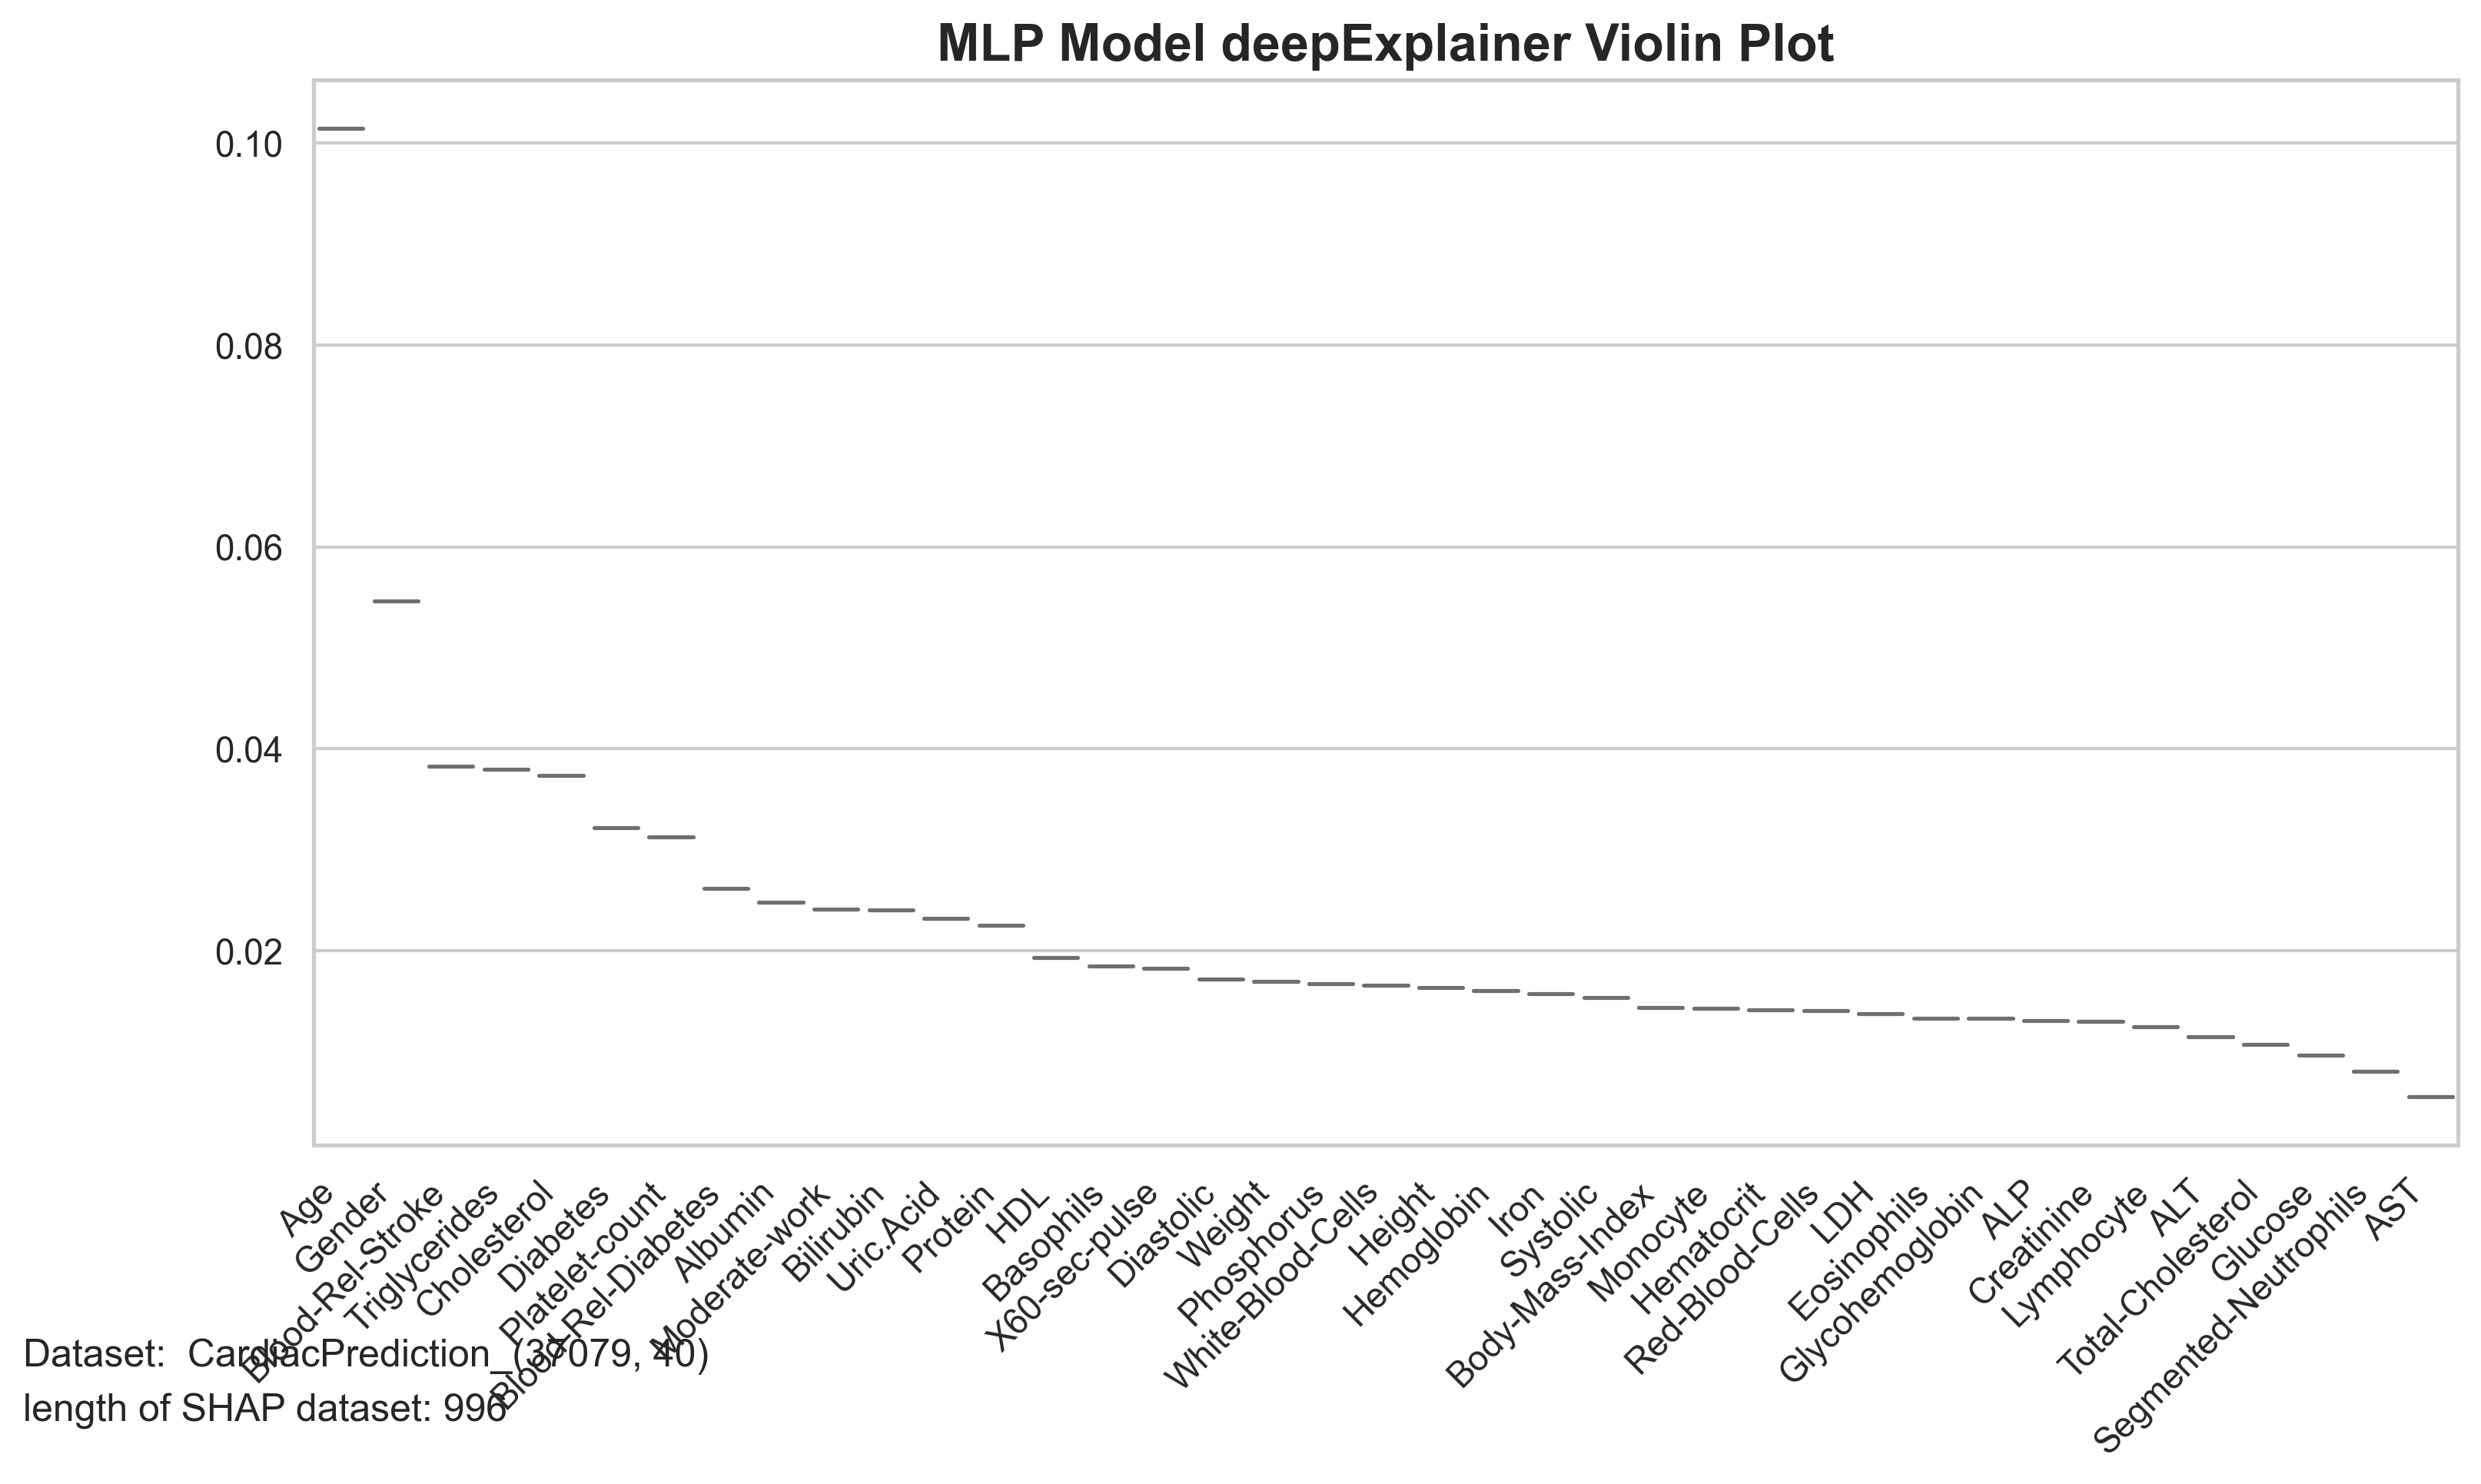 MLP Model deepExplainer Violin Plot
0.10
0.08
0.06
0.04
0.02
Age
Gender
Blood-Rel-Stroke
Triglycerides
Cholesterol
Diabetes
Platelet-count
Blood-Rel-Diabetes
Albumin
Moderate-work
Bilirubin
Uric.Acid
Protein
HDL
Basophils
X60-sec-pulse
Diastolic
Weight
Phosphorus
White-Blood-Cells
Height
Hemoglobin
Iron
Systolic
Body-Mass-Index
Monocyte
Hematocrit
Red-Blood-Cells
LDH
Eosinophils
Glycohemoglobin
ALP
Creatinine
Lymphocyte
ALT
Total-Cholesterol
Glucose
Segmented-Neutrophils
AST
Dataset:  CardiacPrediction_(37079, 40)
length of SHAP dataset: 996